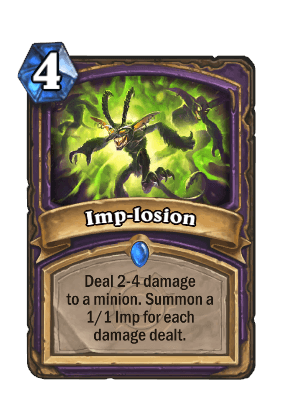 4
Imp-losion
Deal 2-4 damage
to a minion. Summon a
1/1 Imp for each
damage dealt.